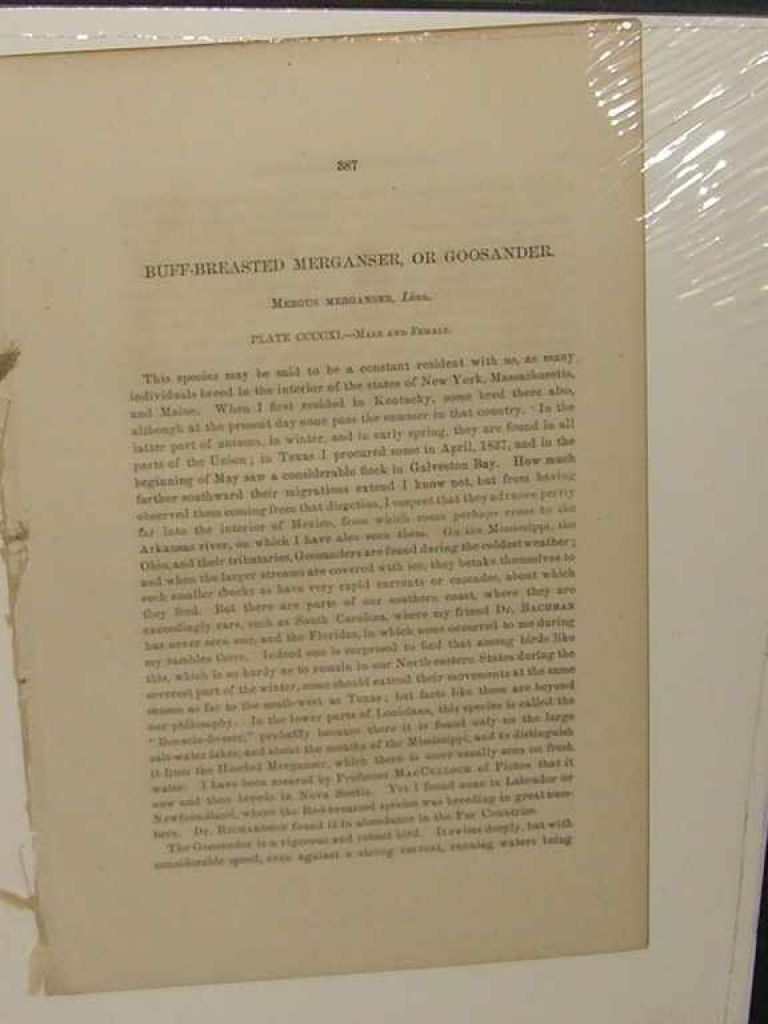 387
BUFF-BREASTED MERGANSER, OR GOOSANDER.
MERGUS MERGANSER, Linn.
PLATE CCCCXI.—MALE AND FEMALE.
This species may be said to be a constant resident with us, as many
individuals breed in the interior of the states of New York, Massachusetts,
and Maine. When I first resided in Kentucky, some bred there also,
although at the present day none pass the summer in that country. In the
latter part of autumn, in winter, and in early spring, they are found in all
parts of the Union; in Texas I procured some in April, 1837, and in the
beginning of May saw a considerable flock in Galveston Bay. How much
farther southward their migrations extend I know not, but from having
observed them coming from that direction, I suspect that they advance pretty
far into the interior of Mexico, from which some perhaps cross to the
Arkansas river, on which I have also seen them. On the Mississippi, the
Ohio, and their tributaries, Goosanders are found during the coldest weather;
and when the larger streams are covered with ice, they betake themselves to
such smaller creeks as have very rapid currents or cascades, about which
they feed. But there are parts of our southern coast, where they are
exceedingly rare, such as South Carolina, where my friend Dr. BACHMAN
has never seen one, and the Floridas, in which none occurred to me during
my rambles there. Indeed one is surprised to find that among birds like
this, which is so hardy as to remain in our North-eastern States during the
severest part of the winter, some should extend their movements at the same
season as far to the south-west as Texas; but facts like these are beyond
our philosophy. In the lower parts of Louisiana, this species is called the
probably because there it is found only on the large
salt-water lakes, and about the mouths of the Mississippi, and to distinguish
it from the Hooded Merganser, which there is more usually seen on fresh
water. I have been assured by Professor MACCULLOCH of Pictou that it
now and then breeds in Nova Scotia. Yet I found none in Labrador or
Newfoundland, where the Red-breasted species was breeding in great num-
bers. Dr. RICHARDSON found it in abundance in the Fur Countries.
The Goosander is a vigorous and robust bird. It swims deeply, but with
considerable speed, even against a strong current, running waters being